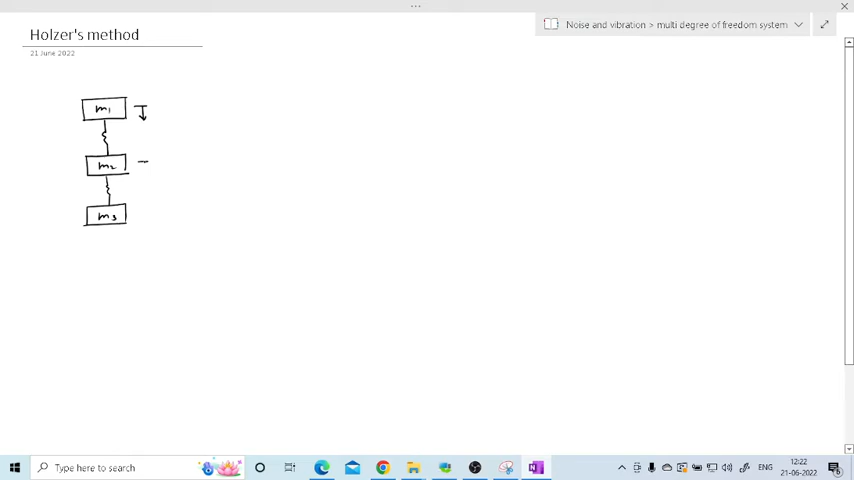 ...
Noise and vibration > multi degree of freedom system
Holzer's method
21 June 2022
m1
m2
m3
Type here to search
ENG
12:22
21-06-2022